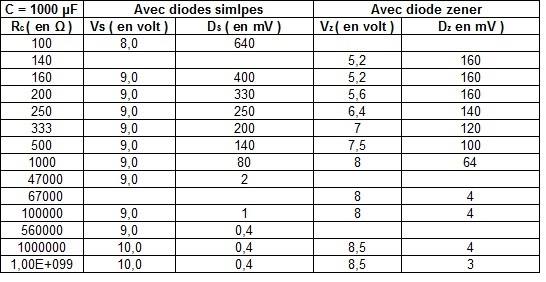 C = 1000 µF Avec diodes simlpes Avec diode zener
Rc ( en Ω ) Vs ( en volt ) Ds ( en mV ) Vz ( en volt ) Dz en mV )
100 8,0 640
140 5,2 160
160 9,0 400 5,2 160
200 9,0 330 5,6 160
250 9,0 250 6,4 140
333 9,0 200 7 120
500 9,0 140 7,5 100
1000 9,0 80 8 64
47000 9,0 2
67000 8 4
100000 9,0 1 8 4
560000 9,0 0,4
1000000 10,0 0,4 8,5 4
1,00E+099 10,0 0,4 8,5 3